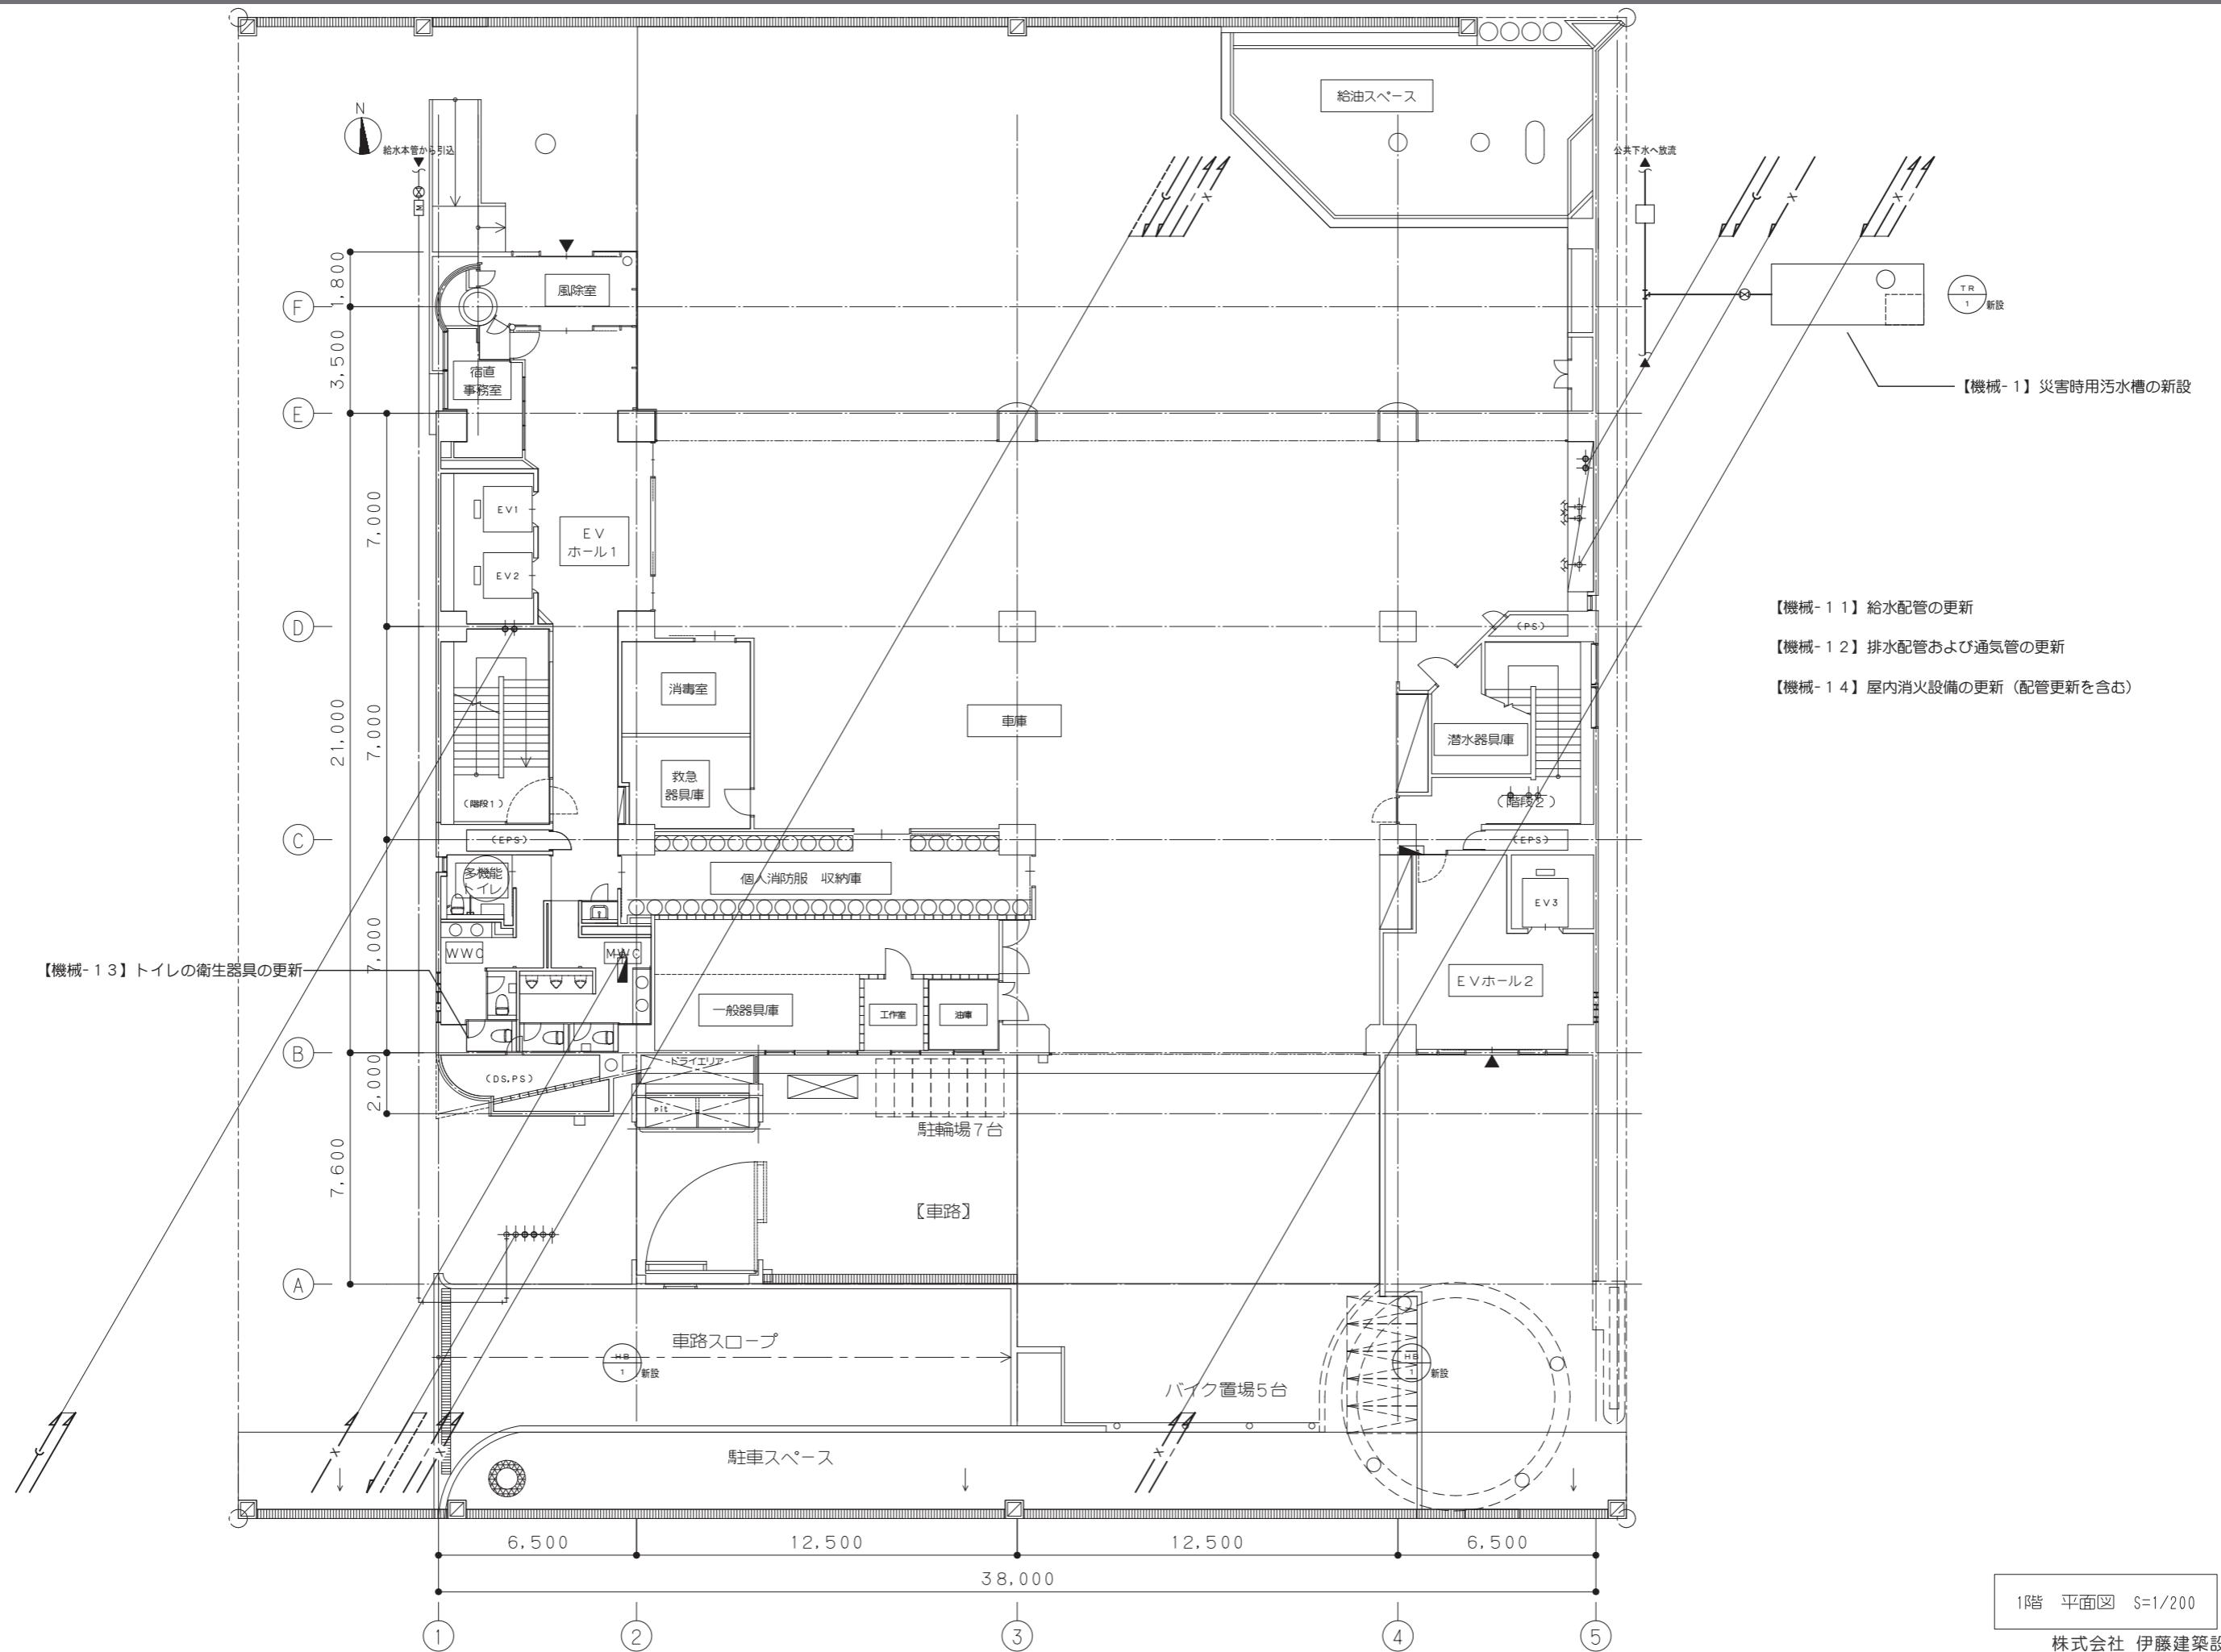 給油スペース
N
給水本管から引込
公共下水へ放流
1,800
風除室
F
TR
1
新設
3,500
宿直
事務室
【機械-1】災害時用汚水槽の新設
E
7,000
EV1
EV
ホール1
EV2
【機械-11】給水配管の更新
D
(PS)
【機械-12】排水配管および通気管の更新
消毒室
【機械-14】屋内消火設備の更新（配管更新を含む）
21,000
7,000
車庫
潜水器具庫
救急
器具庫
(階段1)
(階段2)
C
(EPS)
(EPS)
多機能
トイレ
個人消防服　収納庫
EV3
7,000
WWC
MWC
【機械-13】トイレの衛生器具の更新
EVホール2
一般器具庫
工作室
油庫
B
ドライエリア
(DS,PS)
2,000
Pit
駐輪場7台
7,600
【車路】
A
車路スロープ
HB
1
新設
HB
1
新設
バイク置場5台
駐車スペース
6,500
12,500
12,500
6,500
38,000
1階　平面図　S=1/200
1
2
3
4
5
株式会社 伊藤建築設